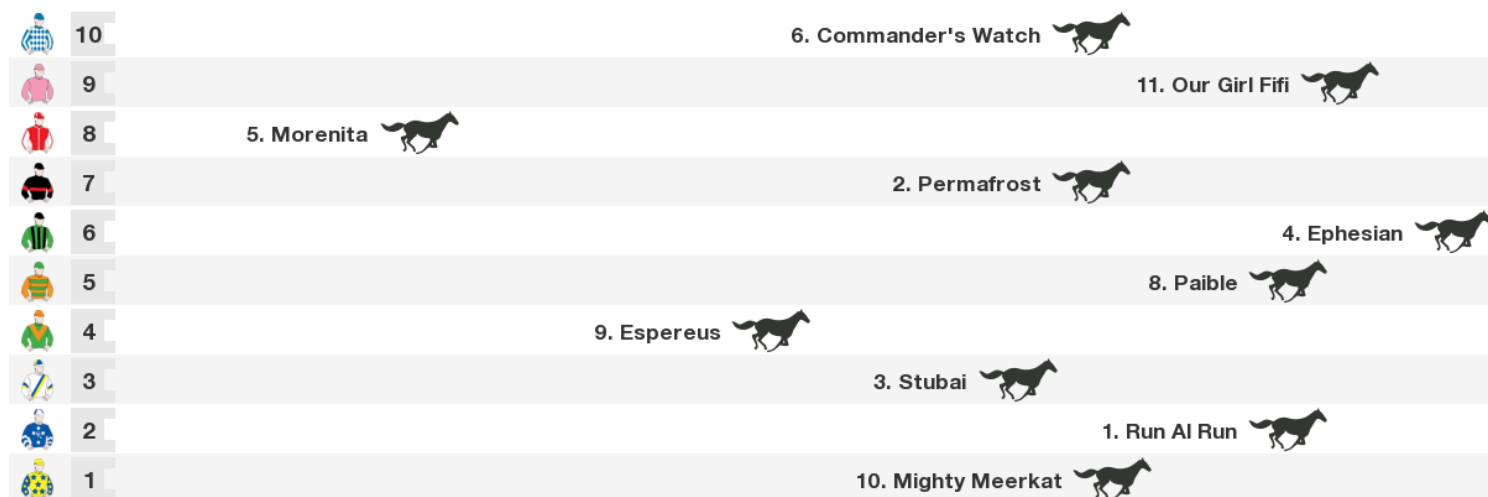 10 6. Commander's Watch
9 11. Our Girl Fifi
8 5. Morenita
7 2. Permafrost
6 4. Ephesian
5 8. Paible
4 9. Espereus
3 3. Stubai
2 1. Run Al Run
1 10. Mighty Meerkat